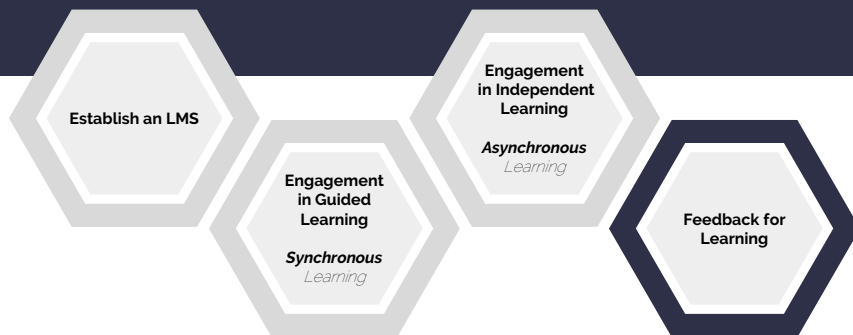 Establish an LMS
Engagement
in Guided
Learning
Synchronous
Learning
Engagement
in Independent
Learning
Asynchronous
Learning
Feedback for
Learning